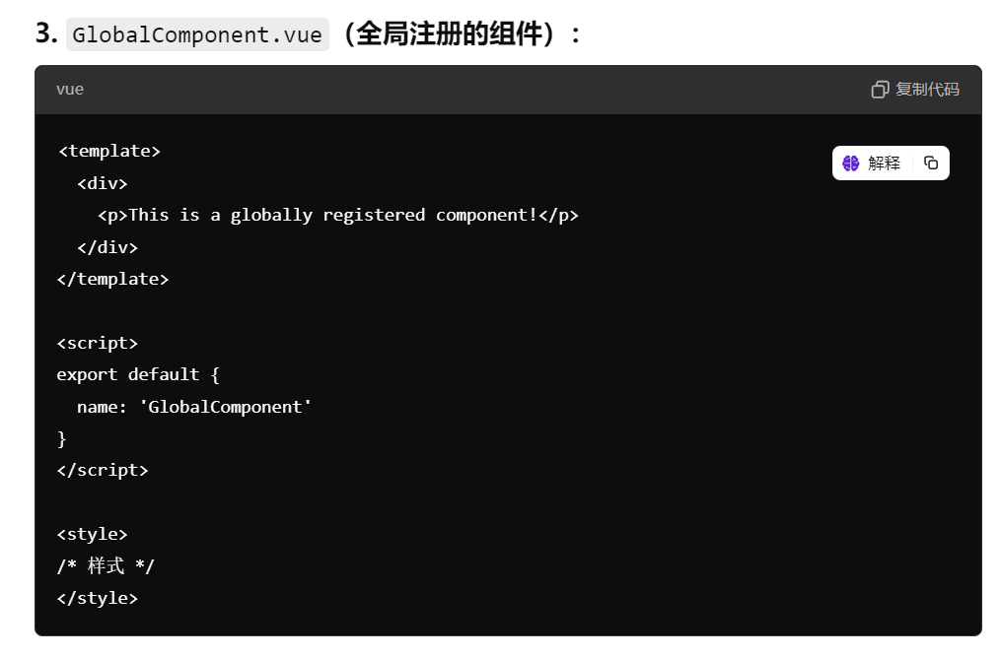 3. GlobalComponent.vue（全局注册的组件）：
vue
复制代码
<template>
解释
<div>
<p>This is a globally registered component!</p>
</div>
</template>
<script>
export default {
name: 'GlobalComponent'
}
</script>
<style>
/* 样式 */
</style>